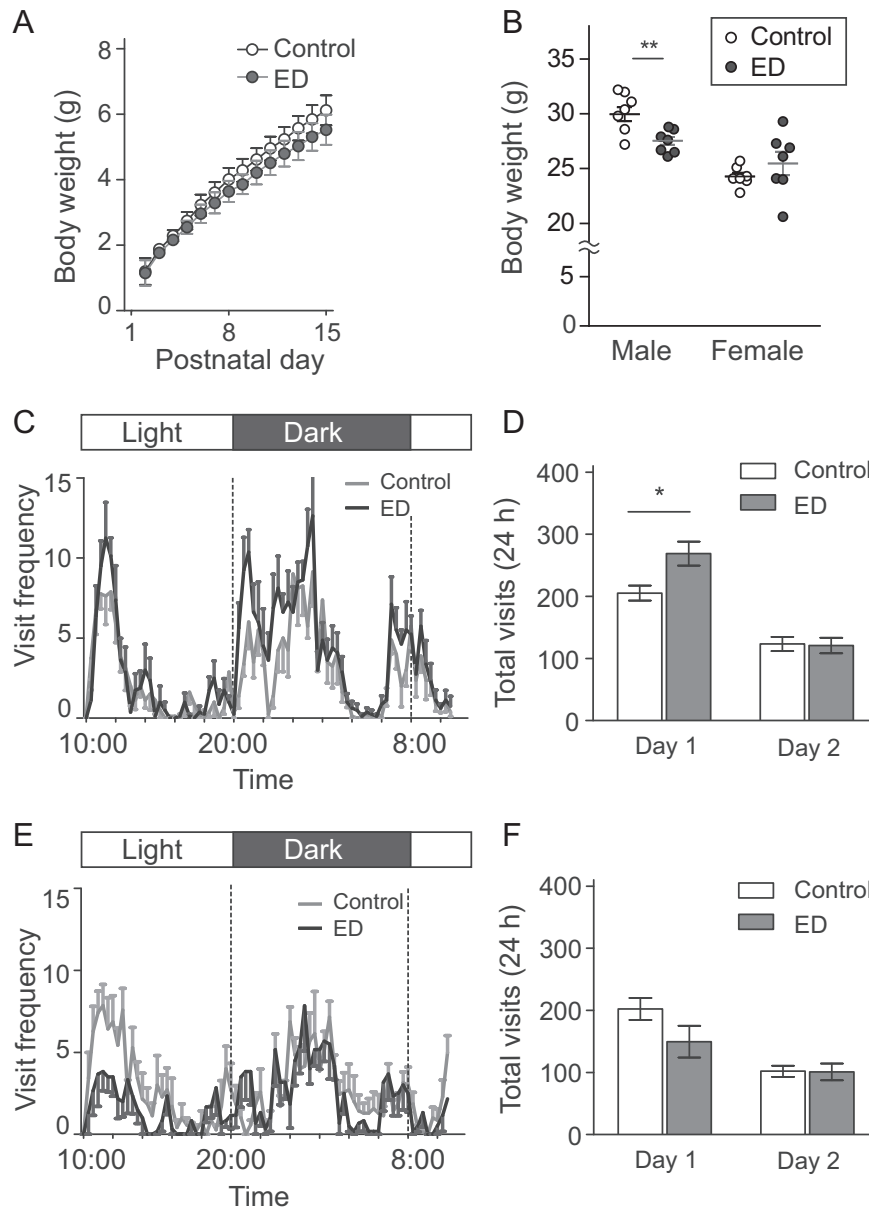 A
Control
ED
8
6
4
2
0
Body weight (g)
1
8
15
Postnatal day
B
Control
ED
**
35
30
25
20
5
0
Body weight (g)
Male
Female
C
Light
Dark
15
10
5
0
Visit frequency
Control
ED
10:00
20:00
8:00
Time
D
400
300
200
100
0
Total visits (24 h)
Control
ED
*
Day 1
Day 2
E
Light
Dark
15
10
5
0
Visit frequency
Control
ED
10:00
20:00
8:00
Time
F
400
300
200
100
0
Total visits (24 h)
Control
ED
Day 1
Day 2